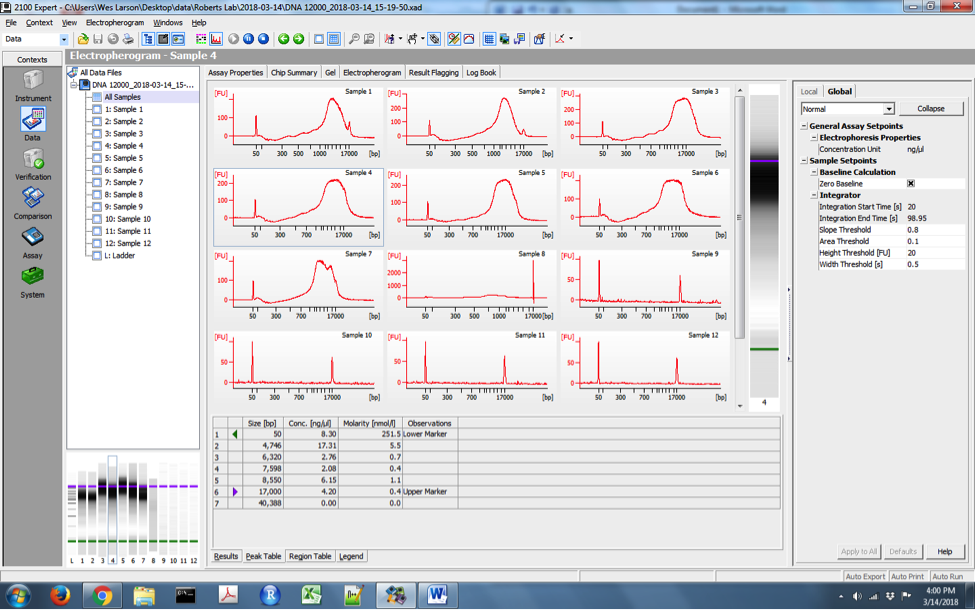 2100 Expert - C:\Users\Wes Larson\Desktop\data\Roberts Lab\2018-03-14\DNA 12000_2018-03-14_15-19-50.xad
File Context View Electropherogram Windows Help
Data
Contexts
Instrument
Data
Verification
Comparison
Assay
System
Electropherogram - Sample 4
All Data Files
DNA 12000_2018-03-14_15-...
All Samples
1: Sample 1
2: Sample 2
3: Sample 3
4: Sample 4
5: Sample 5
6: Sample 6
7: Sample 7
8: Sample 8
9: Sample 9
10: Sample 10
11: Sample 11
12: Sample 12
L: Ladder
L 1 2 3 4 5 6 7 8 9 10 11 12
Assay Properties Chip Summary Gel Electropherogram Result Flagging Log Book
[FU] Sample 1 [FU] Sample 2 [FU] Sample 3
100 0
200 100 0
200 100 0
50 300 500 1000 17000 [bp] 50 300 700 17000 [bp] 50 300 700 17000 [bp]
[FU] Sample 4 [FU] Sample 5 [FU] Sample 6
200 100 0
200 100 0
200 100 0
50 300 700 17000 [bp] 50 300 700 17000 [bp] 50 300 700 17000 [bp]
[FU] Sample 7 [FU] Sample 8 [FU] Sample 9
100 0
2000 1000 0
50 0
50 300 700 17000 [bp] 50 300 500 1000 17000 [bp] 50 300 700 17000 [bp]
[FU] Sample 10 [FU] Sample 11 [FU] Sample 12
50 0
50 0
50 0
50 300 700 17000 [bp] 50 300 700 17000 [bp] 50 300 700 17000 [bp]
4
Size [bp] Conc. [ng/µl] Molarity [nmol/l] Observations
1 50 8.30 251.5 Lower Marker
2 4,746 17.31 5.5
3 6,320 2.76 0.7
4 7,598 2.08 0.4
5 8,550 6.15 1.1
6 17,000 4.20 0.4 Upper Marker
7 40,388 0.00 0.0
Results Peak Table Region Table Legend
Local Global
Normal Collapse
General Assay Setpoints
Electrophoresis Properties
Concentration Unit ng/µl
Sample Setpoints
Baseline Calculation
Zero Baseline
Integrator
Integration Start Time [s] 20
Integration End Time [s] 98.95
Slope Threshold 0.8
Area Threshold 0.1
Height Threshold [FU] 20
Width Threshold [s] 0.5
Apply to All Defaults Help
Auto Export Auto Print Auto Run
4:00 PM
3/14/2018